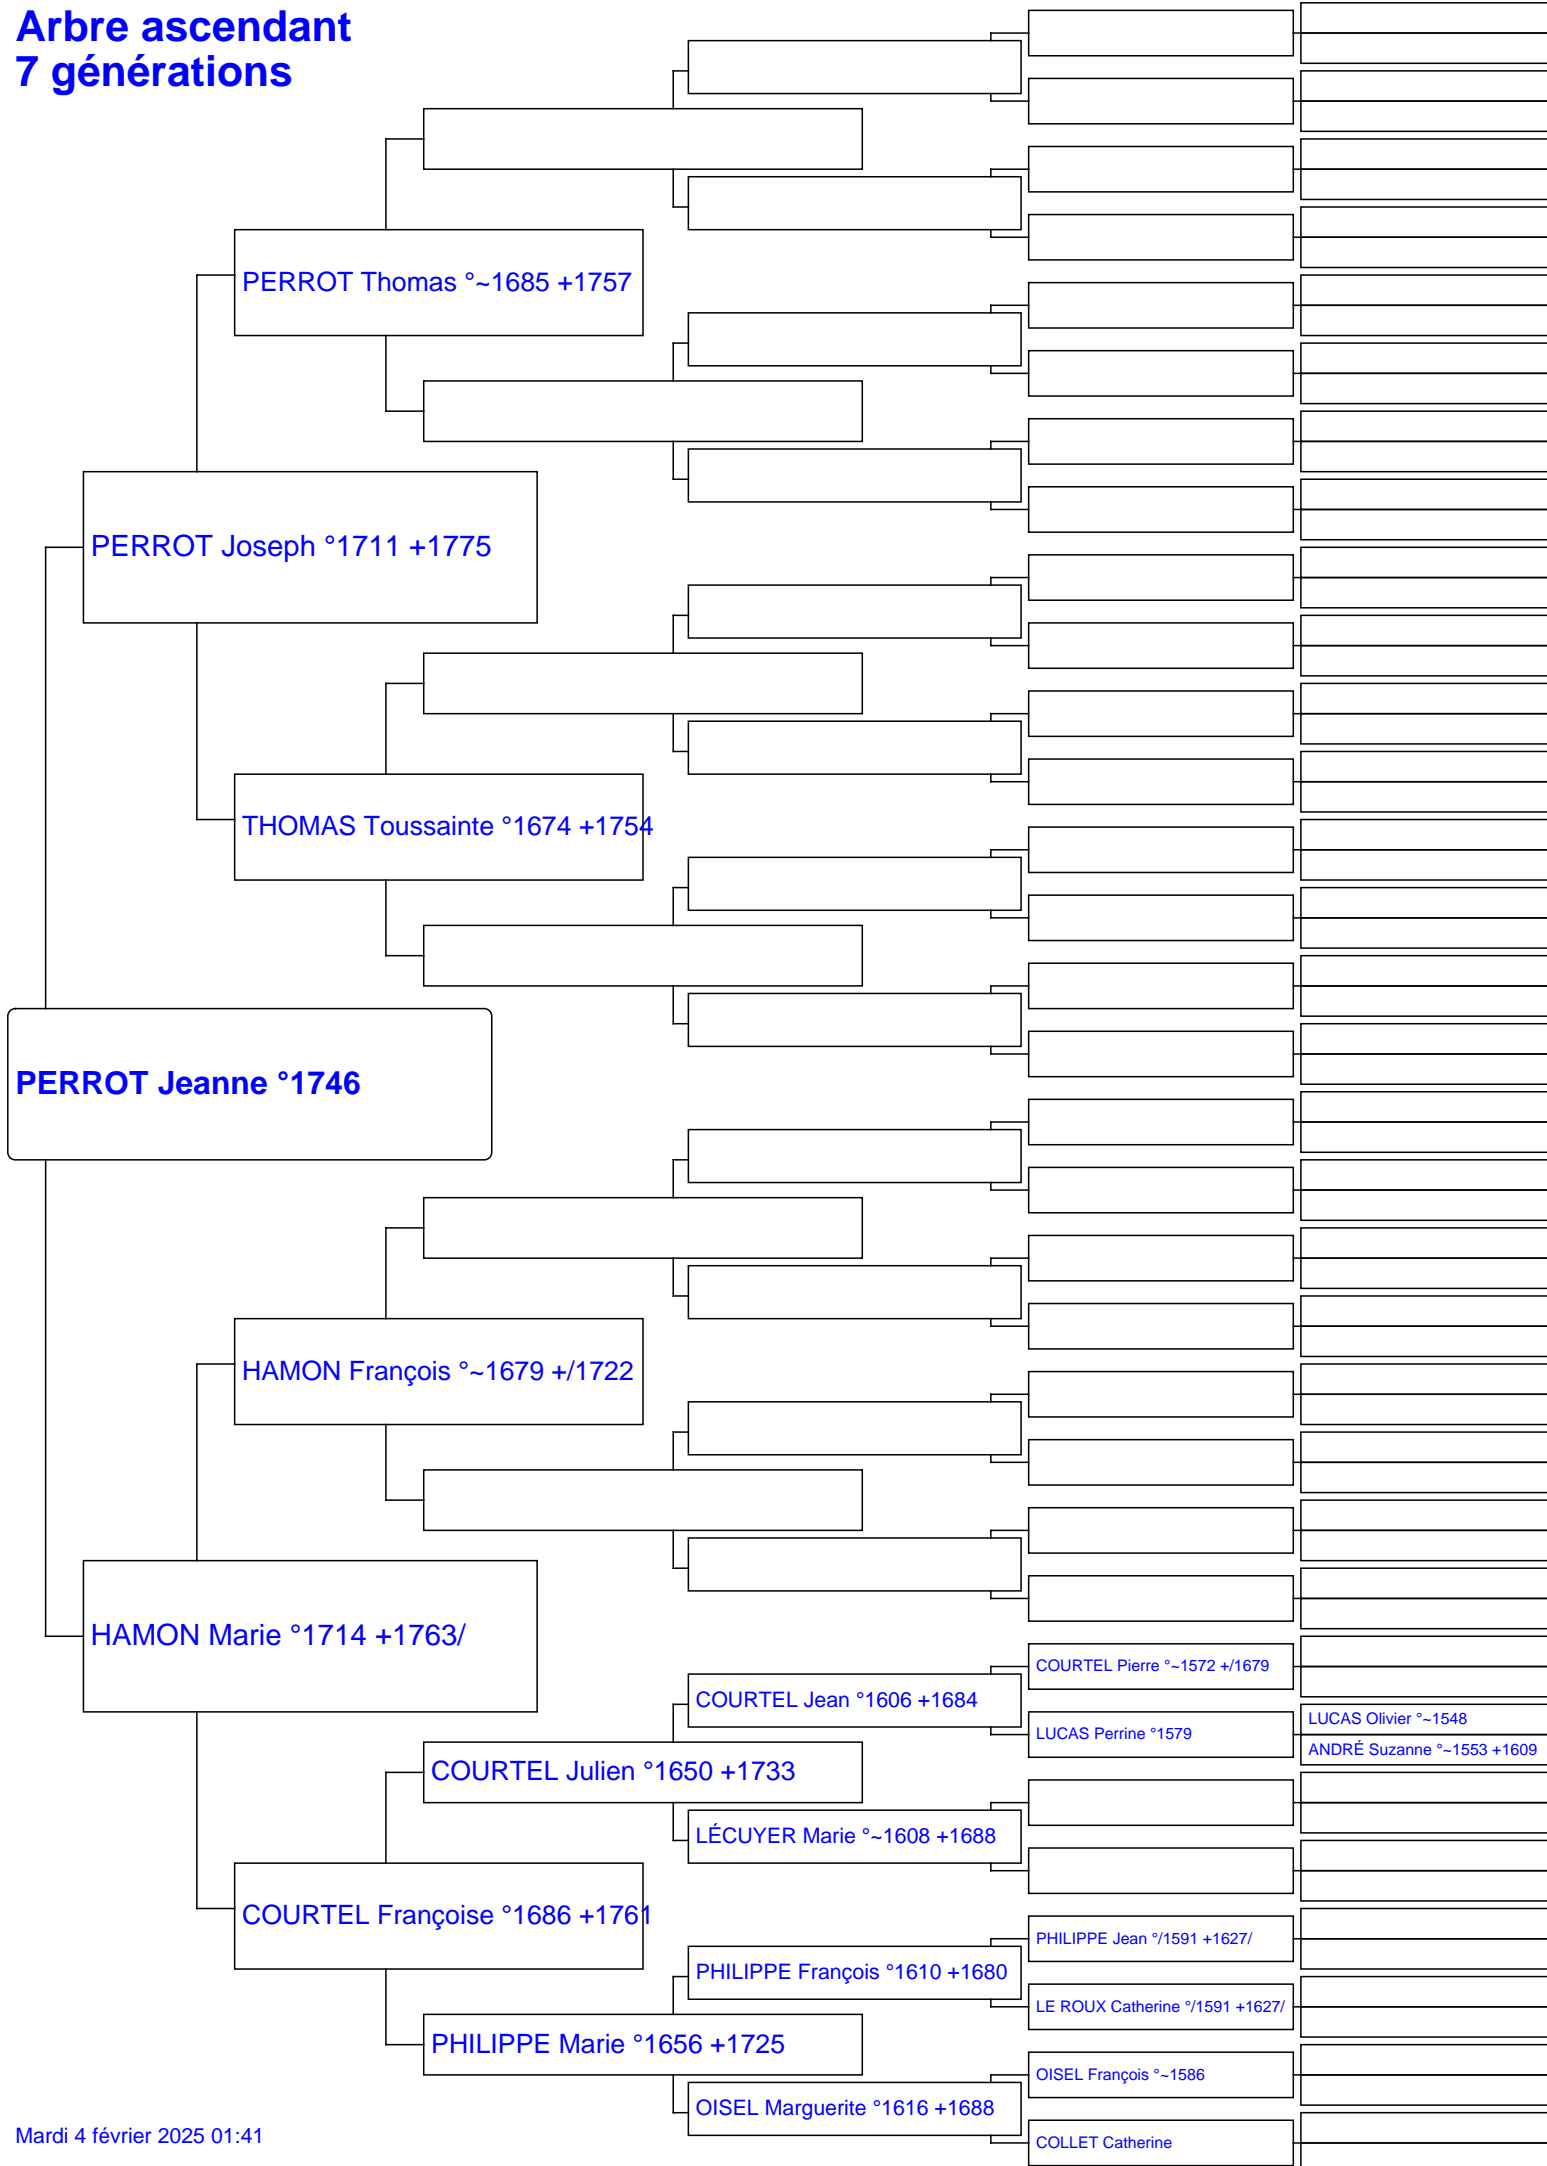 Arbre ascendant
7 générations
PERROT Thomas °~1685 +1757
PERROT Joseph °1711 +1775
THOMAS Toussainte °1674 +1754
PERROT Jeanne °1746
HAMON François °~1679 +/1722
HAMON Marie °1714 +1763/
COURTEL Pierre °~1572 +/1679
COURTEL Jean °1606 +1684
LUCAS Olivier °~1548
LUCAS Perrine °1579
ANDRÉ Suzanne °~1553 +1609
COURTEL Julien °1650 +1733
LÉCUYER Marie °~1608 +1688
COURTEL Françoise °1686 +1761
PHILIPPE Jean °/1591 +1627/
PHILIPPE François °1610 +1680
LE ROUX Catherine °/1591 +1627/
PHILIPPE Marie °1656 +1725
OISEL François °~1586
OISEL Marguerite °1616 +1688
COLLET Catherine
Mardi 4 février 2025 01:41